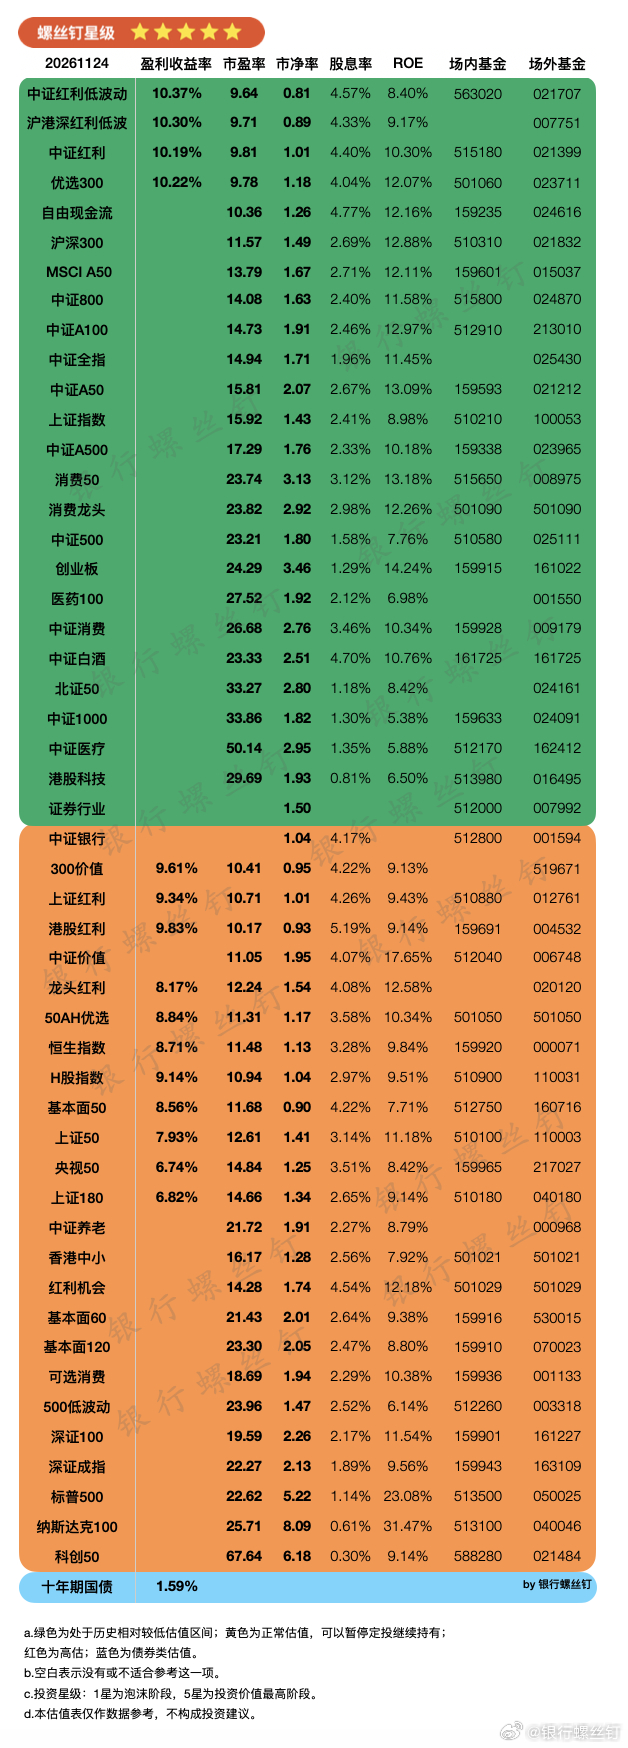 螺丝钉星级 ★★★★★
20261124 盈利收益率 市盈率 市净率 股息率 ROE 场内基金 场外基金
中证红利低波动 10.37% 9.64 0.81 4.57% 8.40% 563020 021707
沪港深红利低波 10.30% 9.71 0.89 4.33% 9.17% 007751
中证红利 10.19% 9.81 1.01 4.40% 10.30% 515180 021399
优选300 10.22% 9.78 1.18 4.04% 12.07% 501060 023711
自由现金流 10.36 1.26 4.77% 12.16% 159235 024616
沪深300 11.57 1.49 2.69% 12.88% 510310 021832
MSCI A50 13.79 1.67 2.71% 12.11% 159601 015037
中证800 14.08 1.63 2.40% 11.58% 515800 024870
中证A100 14.73 1.91 2.46% 12.97% 512910 213010
中证全指 14.94 1.71 1.96% 11.45% 025430
中证A50 15.81 2.07 2.67% 13.09% 159593 021212
上证指数 15.92 1.43 2.41% 8.98% 510210 100053
中证A500 17.29 1.76 2.33% 10.18% 159338 023965
消费50 23.74 3.13 3.12% 13.18% 515650 008975
消费龙头 23.82 2.92 2.98% 12.26% 501090 501090
中证500 23.21 1.80 1.58% 7.76% 510580 025111
创业板 24.29 3.46 1.29% 14.24% 159915 161022
医药100 27.52 1.92 2.12% 6.98% 001550
中证消费 26.68 2.76 3.46% 10.34% 159928 009179
中证白酒 23.33 2.51 4.70% 10.76% 161725 161725
北证50 33.27 2.80 1.18% 8.42% 024161
中证1000 33.86 1.82 1.30% 5.38% 159633 024091
中证医疗 50.14 2.95 1.35% 5.88% 512170 162412
港股科技 29.69 1.93 0.81% 6.50% 513980 016495
证券行业 1.50 512000 007992
中证银行 1.04 4.17% 512800 001594
300价值 9.61% 10.41 0.95 4.22% 9.13% 519671
上证红利 9.34% 10.71 1.01 4.26% 9.43% 510880 012761
港股红利 9.83% 10.17 0.93 5.19% 9.14% 159691 004532
中证价值 11.05 1.95 4.07% 17.65% 512040 006748
龙头红利 8.17% 12.24 1.54 4.08% 12.58% 020120
50AH优选 8.84% 11.31 1.17 3.58% 10.34% 501050 501050
恒生指数 8.71% 11.48 1.13 3.28% 9.84% 159920 000071
H股指数 9.14% 10.94 1.04 2.97% 9.51% 510900 110031
基本面50 8.56% 11.68 0.90 4.22% 7.71% 512750 160716
上证50 7.93% 12.61 1.41 3.14% 11.18% 510100 110003
央视50 6.74% 14.84 1.25 3.51% 8.42% 159965 217027
上证180 6.82% 14.66 1.34 2.65% 9.14% 510180 040180
中证养老 21.72 1.91 2.27% 8.79% 000968
香港中小 16.17 1.28 2.56% 7.92% 501021 501021
红利机会 14.28 1.74 4.54% 12.18% 501029 501029
基本面60 21.43 2.01 2.64% 9.38% 159916 530015
基本面120 23.30 2.05 2.47% 8.80% 159910 070023
可选消费 18.69 1.94 2.29% 10.38% 159936 001133
500低波动 23.96 1.47 2.52% 6.14% 512260 003318
深证100 19.59 2.26 2.17% 11.54% 159901 161227
深证成指 22.27 2.13 1.89% 9.56% 159943 163109
标普500 22.62 5.22 1.14% 23.08% 513500 050025
纳斯达克100 25.71 8.09 0.61% 31.47% 513100 040046
科创50 67.64 6.18 0.30% 9.14% 588280 021484
十年期国债 1.59% by 银行螺丝钉
a.绿色为处于历史相对较低估值区间；黄色为正常估值，可以暂停定投继续持有；
红色为高估；蓝色为债券类估值。
b.空白表示没有或不适合参考这一项。
c.投资星级：1星为泡沫阶段，5星为投资价值最高阶段。
d.本估值表仅作数据参考，不构成投资建议。
@银行螺丝钉